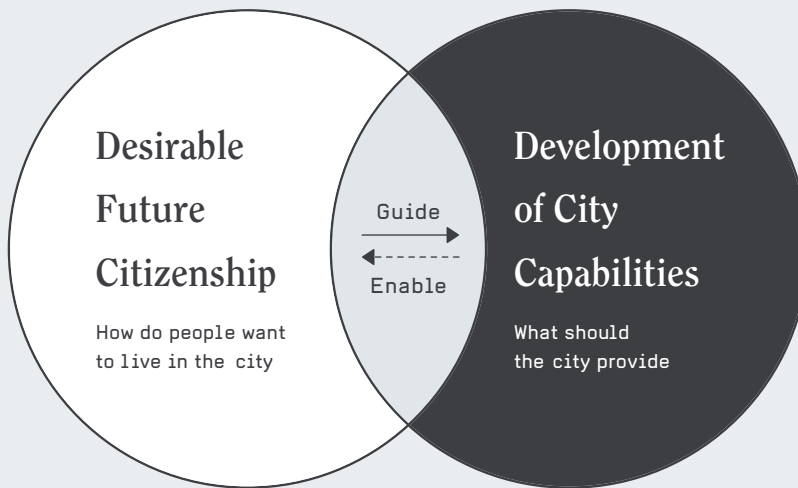 Desirable
Future
Citizenship
How do people want
to live in the city
Guide
Enable
Development
of City
Capabilities
What should
the city provide